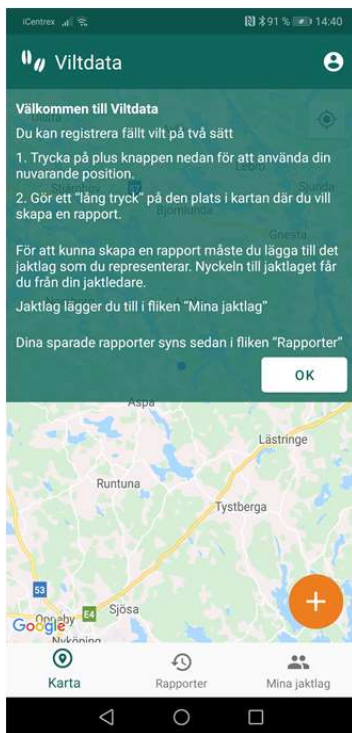 iCentrex
91 % 14:40
Viltdata
Välkommen till Viltdata
Du kan registrera fällt vilt på två sätt
1. Trycka på plus knappen nedan för att använda din
nuvarande position.
2. Gör ett "lång tryck" på den plats i kartan där du vill
skapa en rapport.
Björnlunda
Gnesta
För att kunna skapa en rapport måste du lägga till det
jaktlag som du representerar. Nyckeln till jaktlaget får
du från din jaktledare.
Jaktlag lägger du till i fliken "Mina jaktlag"
Dina sparade rapporter syns sedan i fliken "Rapporter"
OK
Aspa
Lästringe
Runtuna
Tystberga
53
E4
Sjösa
Google
Nyköping
+
Karta
Rapporter
Mina jaktlag